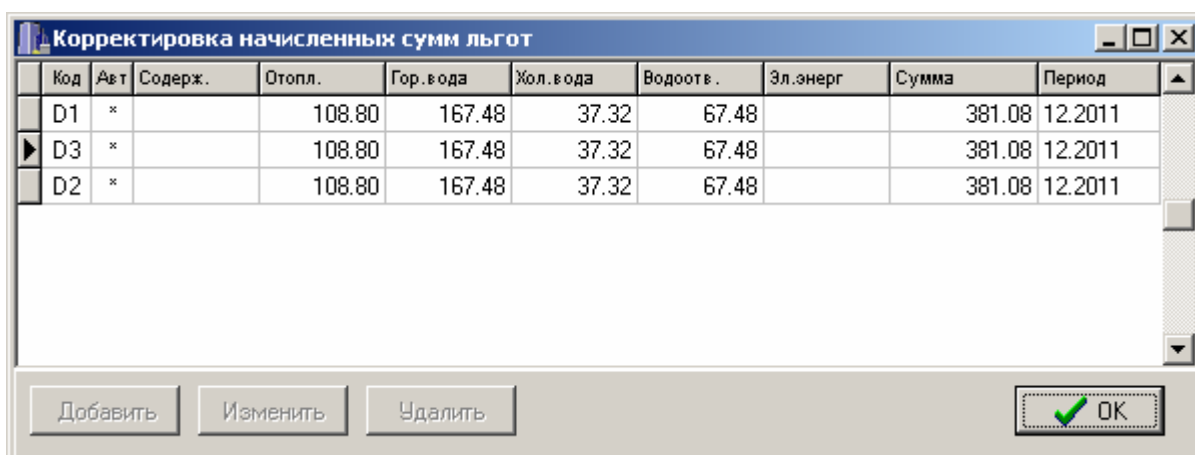 Корректировка начисленных сумм льгот
Код Авт Содерж. Отопл. Гор.вода Хол.вода Водоотв. Эл.энерг Сумма Период
D1 * 108.80 167.48 37.32 67.48 381.08 12.2011
D3 * 108.80 167.48 37.32 67.48 381.08 12.2011
D2 * 108.80 167.48 37.32 67.48 381.08 12.2011
Добавить Изменить Удалить OK